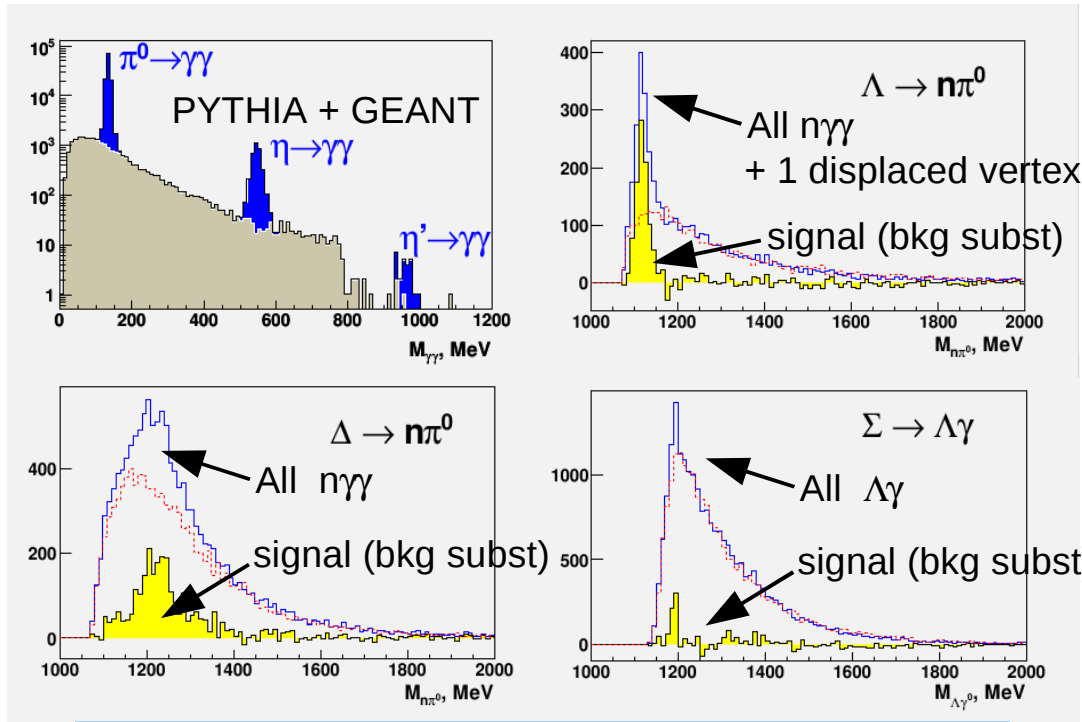 10⁵
10⁴
10³
10²
10
1
π⁰→γγ
PYTHIA + GEANT
η→γγ
η'→γγ
0 200 400 600 800 1000 1200
M_γγ, MeV
400
300
200
100
0
Λ → nπ⁰
All nγγ
+ 1 displaced vertex
signal (bkg subst)
1000 1200 1400 1600 1800 2000
M_nπ⁰, MeV
400
200
0
Δ → nπ⁰
All nγγ
signal (bkg subst)
1000 1200 1400 1600 1800 2000
M_nπ⁰, MeV
1000
500
0
Σ → Λγ
All Λγ
signal (bkg subst
1000 1200 1400 1600 1800 2000
M_Λγ⁰, MeV